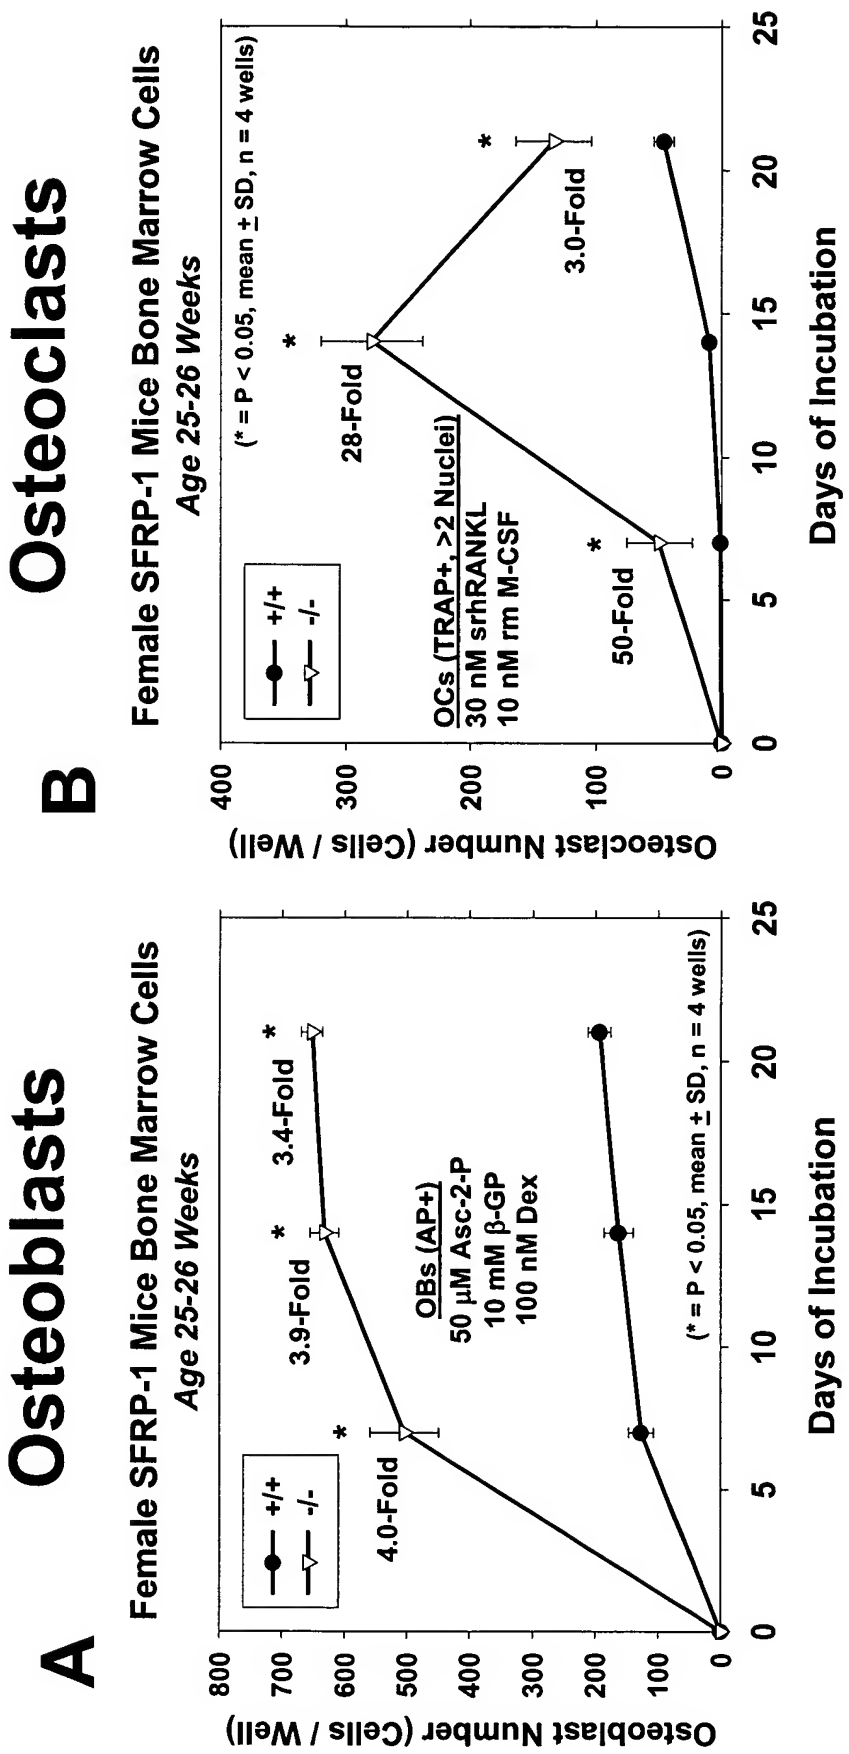 A
Osteoblasts
Female SFRP-1 Mice Bone Marrow Cells
Age 25-26 Weeks
+/+
-/-
Osteoblast Number (Cells / Well)
800
700
600
500
400
300
200
100
0
*
*
*
4.0-Fold
3.9-Fold
3.4-Fold
OBs (AP+)
50 μM Asc-2-P
10 mM β-GP
100 nM Dex
(* = P < 0.05, mean ± SD, n = 4 wells)
0
5
10
15
20
25
Days of Incubation
B
Osteoclasts
Female SFRP-1 Mice Bone Marrow Cells
Age 25-26 Weeks
(* = P < 0.05, mean ± SD, n = 4 wells)
+/+
-/-
Osteoclast Number (Cells / Well)
400
300
200
100
0
*
*
*
50-Fold
28-Fold
3.0-Fold
OCs (TRAP+, >2 Nuclei)
30 nM srhRANKL
10 nM rm M-CSF
0
5
10
15
20
25
Days of Incubation